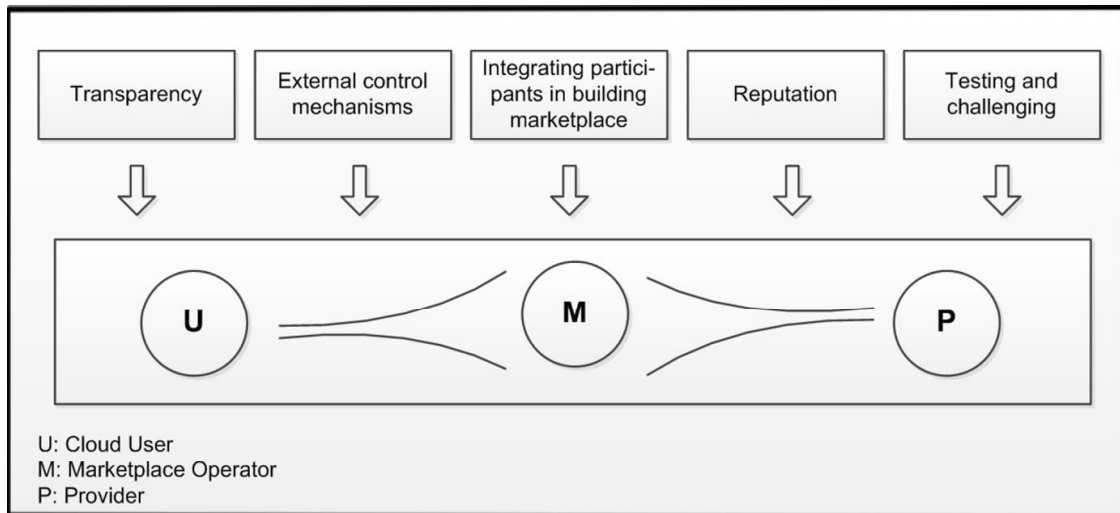 Transparency
External control
mechanisms
Integrating partici-
pants in building
marketplace
Reputation
Testing and
challenging
U
M
P
U: Cloud User
M: Marketplace Operator
P: Provider